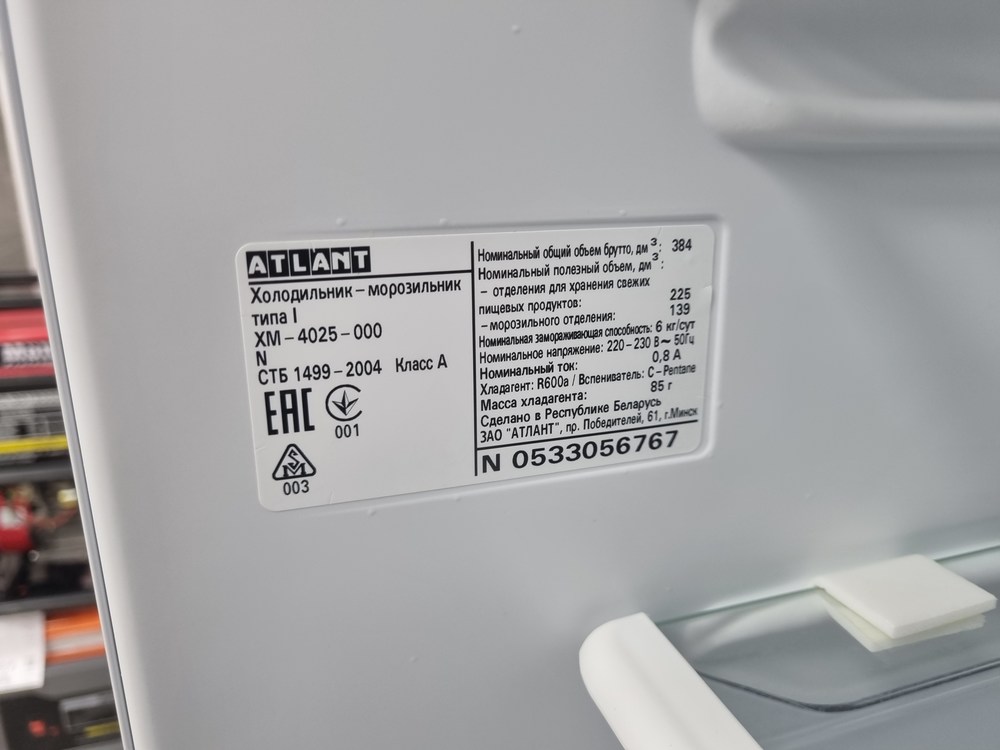 ATLANT
Холодильник – морозильник
типа I
ХМ – 4025 – 000
N
СТБ 1499 – 2004 Класс А
ЕАС
001
003
Номинальный общий объем брутто, дм³: 384
Номинальный полезный объем, дм³:
– отделения для хранения свежих
пищевых продуктов: 225
– морозильного отделения: 139
Номинальная замораживающая способность: 6 кг/сут
Номинальное напряжение: 220 – 230 В ~ 50Гц
Номинальный ток: 0,8 А
Хладагент: R600a / Вспениватель: C – Pentane
Масса хладагента: 85 г
Сделано в Республике Беларусь
ЗАО "АТЛАНТ", пр. Победителей, 61, г.Минск
N 0533056767